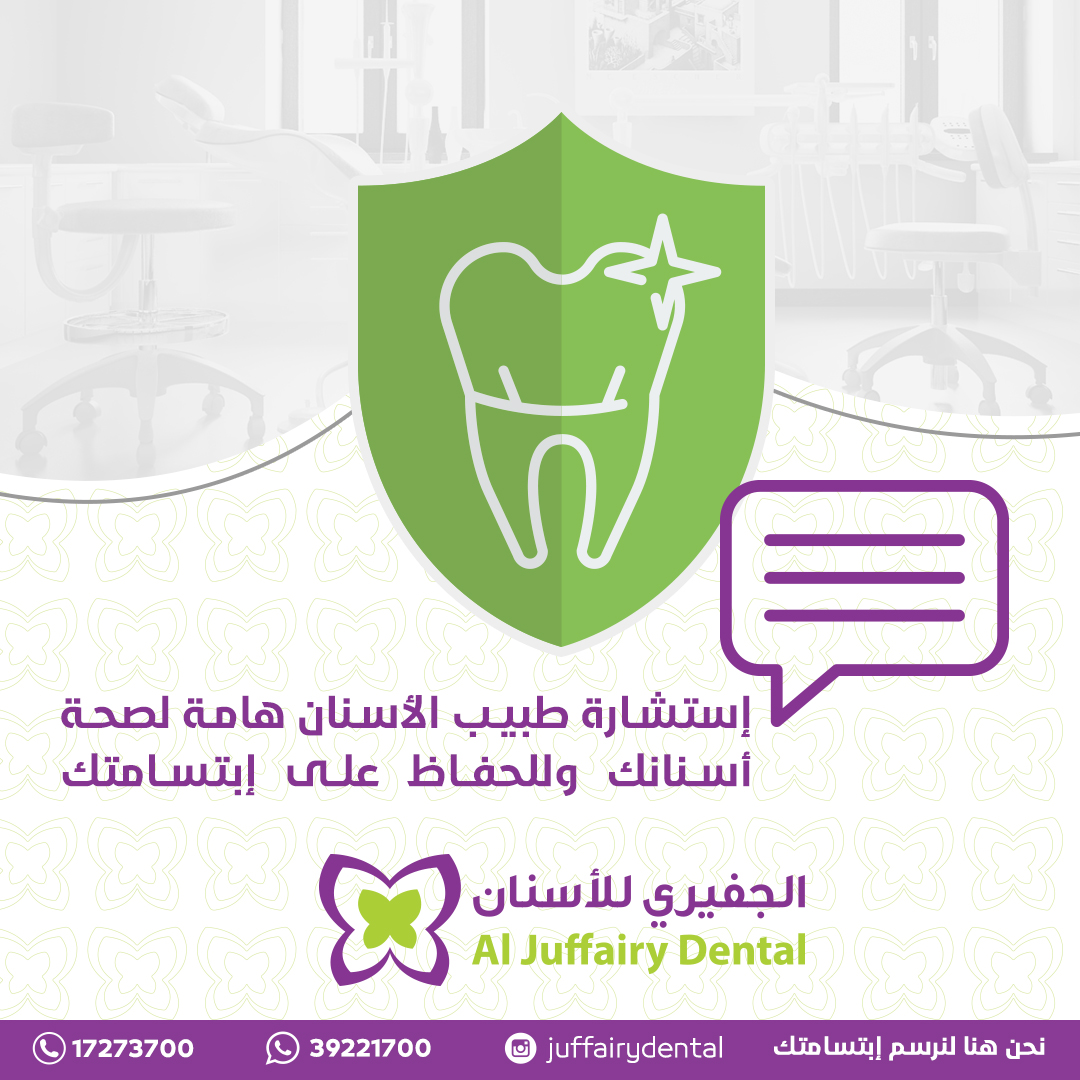 إستشارة طبيب الأسنان هامة لصحة
أسنانك وللحفاظ على إبتسامتك
الجفيري للأسنان
Al Juffairy Dental
17273700
39221700
juffairydental
نحن هنا لنرسم إبتسامتك